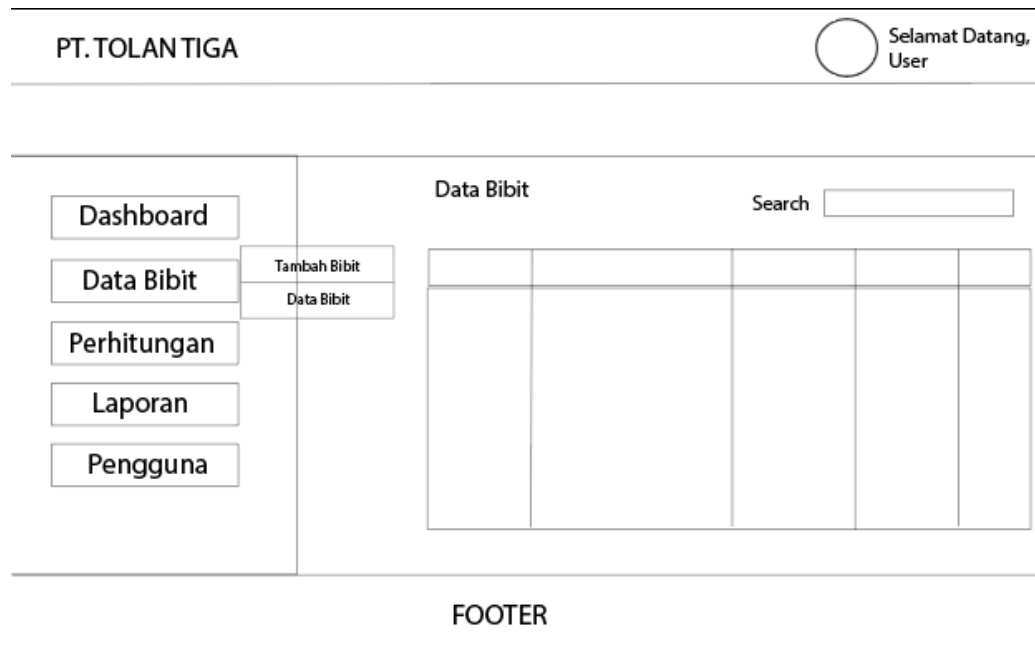 PT. TOLAN TIGA
Selamat Datang,
User
Data Bibit
Search
Dashboard
Data Bibit
Tambah Bibit
Data Bibit
Perhitungan
Laporan
Pengguna
FOOTER